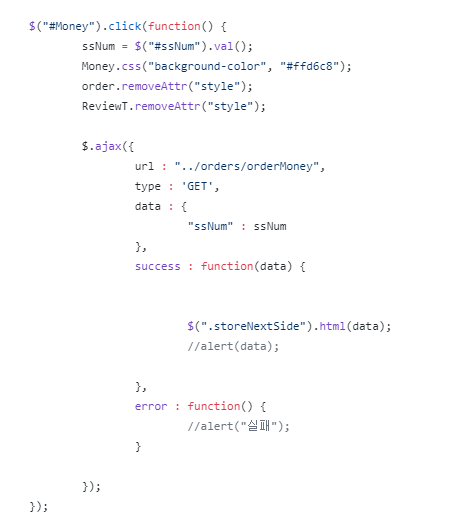 $("#Money").click(function() {
ssNum = $("#ssNum").val();
Money.css("background-color", "#ffd6c8");
order.removeAttr("style");
ReviewT.removeAttr("style");
$.ajax({
url : "../orders/orderMoney",
type : 'GET',
data : {
"ssNum" : ssNum
},
success : function(data) {
$(".storeNextSide").html(data);
//alert(data);
},
error : function() {
//alert("실패");
}
});
});